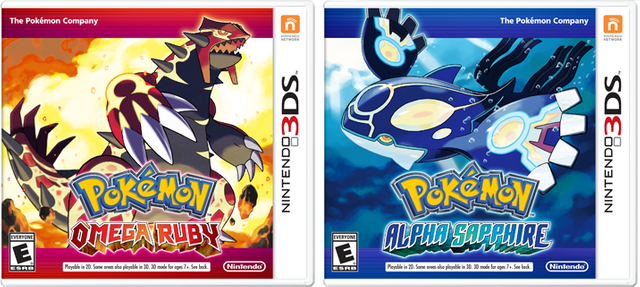 The Pokémon Company
NINTENDO NETWORK
NINTENDO 3DS
POKéMON
OMEGA RUBY
EVERYONE
E
ESRB
Playable in 2D. Some areas also playable in 3D. 3D mode for ages 7+. See back.
Nintendo
The Pokémon Company
NINTENDO NETWORK
NINTENDO 3DS
POKéMON
ALPHA SAPPHIRE
EVERYONE
E
ESRB
Playable in 2D. Some areas also playable in 3D. 3D mode for ages 7+. See back.
Nintendo